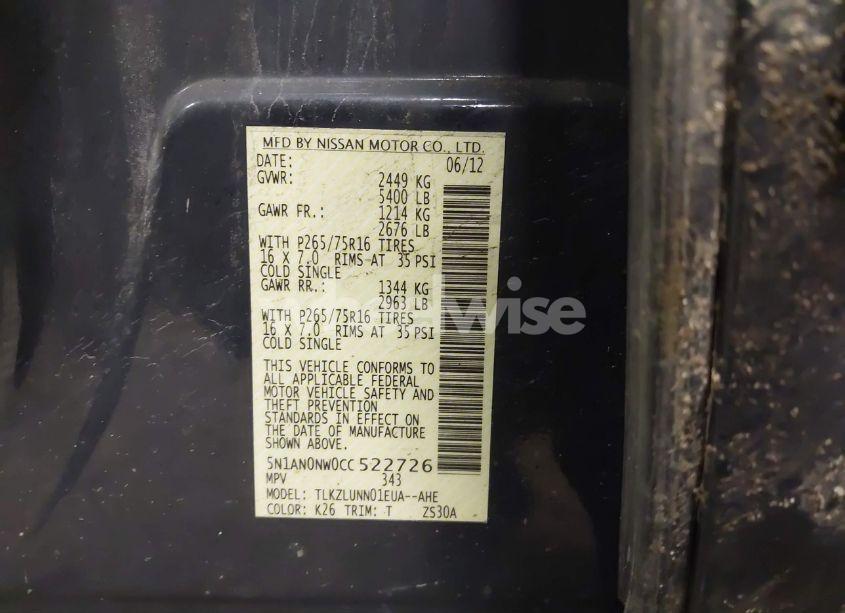 MFD BY NISSAN MOTOR CO., LTD.
DATE: 06/12
GVWR: 2449 KG
5400 LB
GAWR FR.: 1214 KG
2676 LB
WITH P265/75R16 TIRES
16 X 7.0 RIMS AT 35 PSI
COLD SINGLE
GAWR RR.: 1344 KG
2963 LB
WITH P265/75R16 TIRES
16 X 7.0 RIMS AT 35 PSI
COLD SINGLE
THIS VEHICLE CONFORMS TO
ALL APPLICABLE FEDERAL
MOTOR VEHICLE SAFETY AND
THEFT PREVENTION
STANDARDS IN EFFECT ON
THE DATE OF MANUFACTURE
SHOWN ABOVE.
5N1AN0NW0CC522726
MPV 343
MODEL: TLKZLUNN01EUA--AHE
COLOR: K26 TRIM: T ZS30A